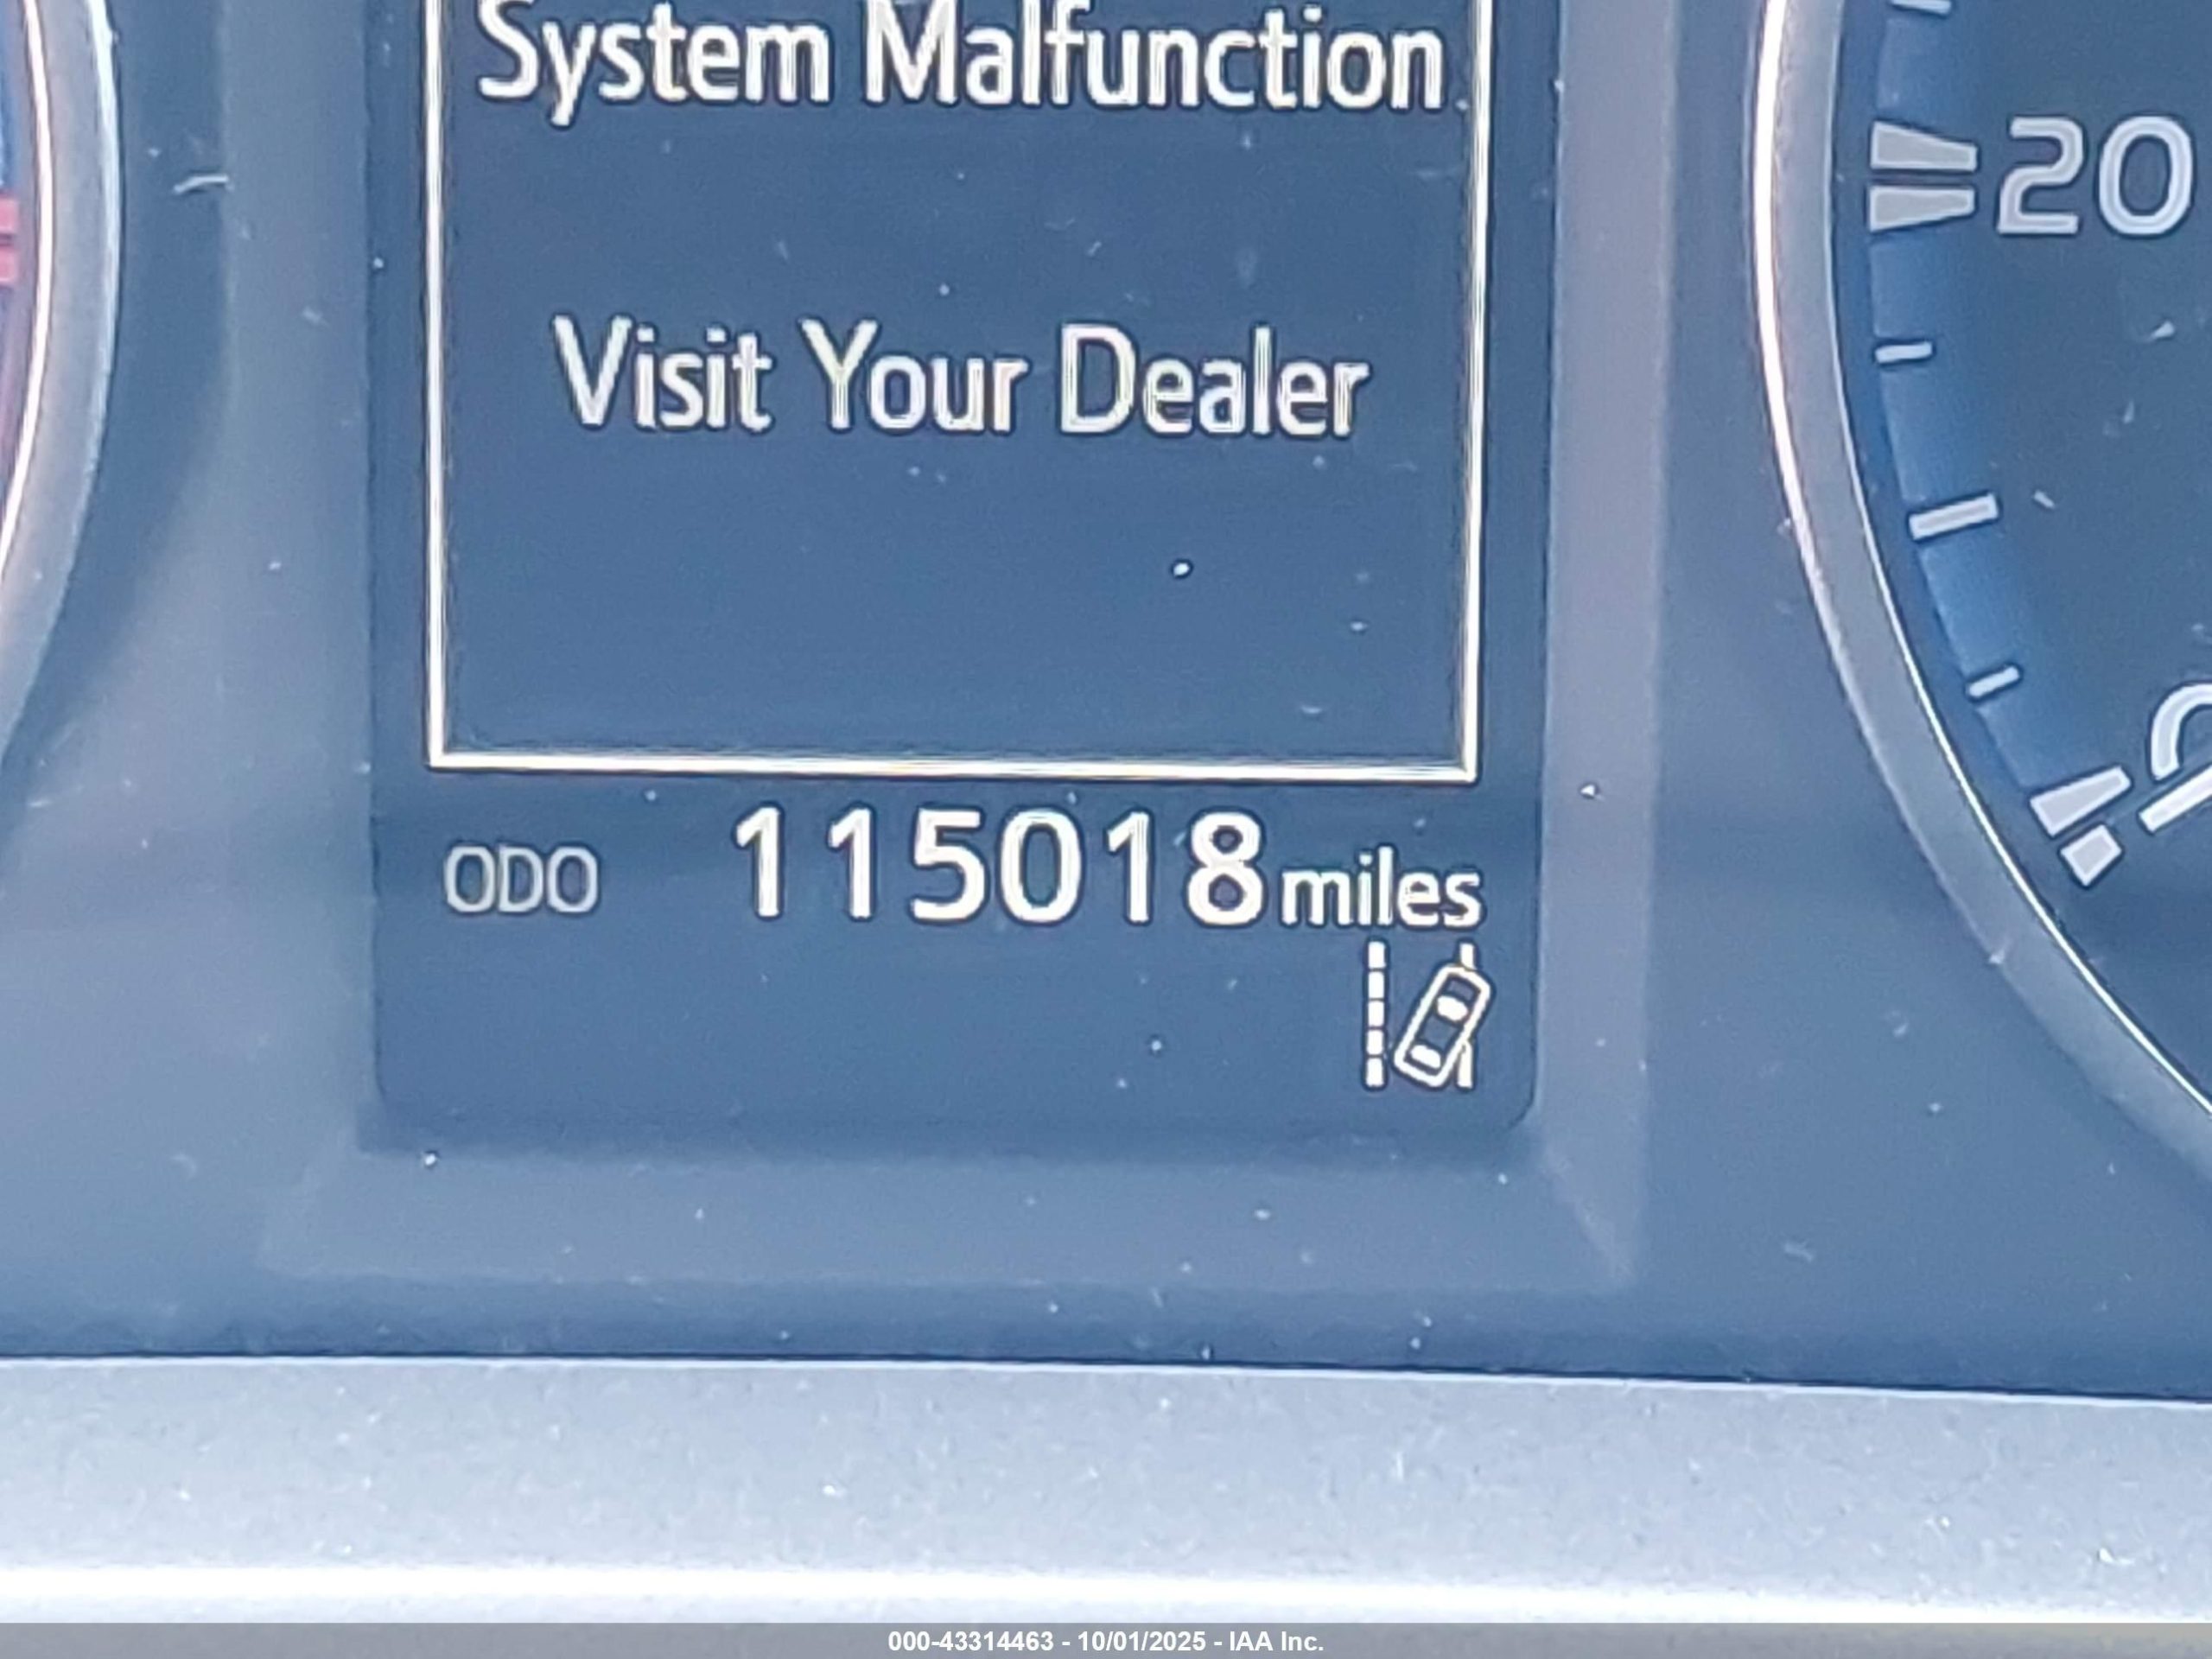 System Malfunction
Visit Your Dealer
20
ODO 115018 miles
000-43314463 - 10/01/2025 - IAA Inc.